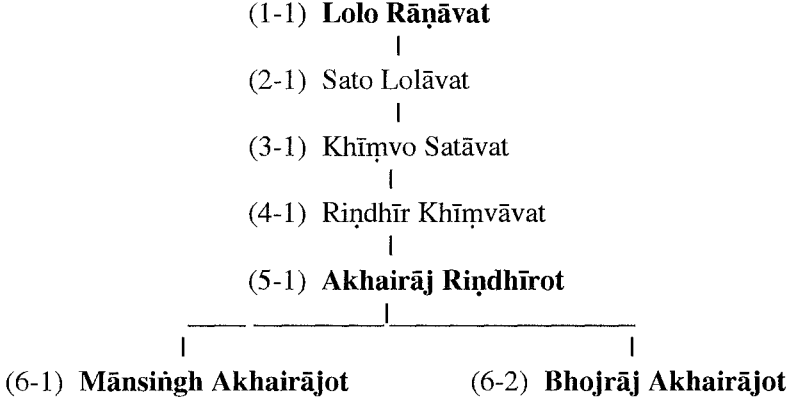 (1-1) Lolo Rāṇāvat
(2-1) Sato Lolāvat
(3-1) Khīṃvo Satāvat
(4-1) Riṇdhīr Khīṃvāvat
(5-1) Akhairāj Riṇdhīrot
(6-1) Mānsiṅgh Akhairājot (6-2) Bhojrāj Akhairājot